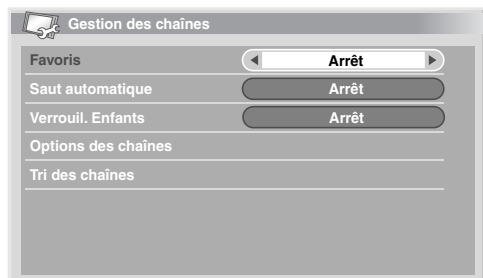 Gestion des chaînes
Favoris Arrêt
Saut automatique Arrêt
Verrouil. Enfants Arrêt
Options des chaînes
Tri des chaînes